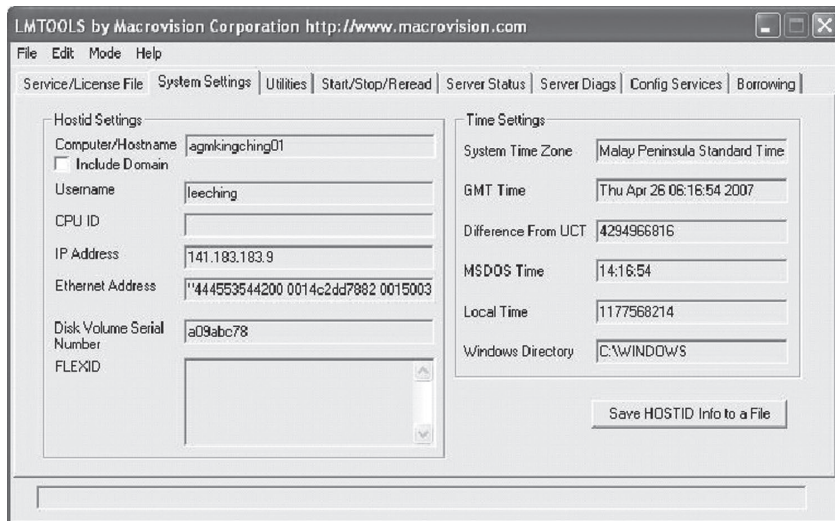 LMTOOLS by Macrovision Corporation http://www.macrovision.com
File Edit Mode Help
Service/License File System Settings Utilities Start/Stop/Reread Server Status Server Diags Config Services Borrowing
Hostid Settings
Computer/Hostname agmkingching01
Include Domain
Username leeching
CPU ID
IP Address 141.183.183.9
Ethernet Address "444553544200 0014c2dd7882 0015003
Disk Volume Serial Number a09abc78
FLEXID
Time Settings
System Time Zone Malay Peninsula Standard Time
GMT Time Thu Apr 26 06:16:54 2007
Difference From UCT 4294966816
MSDOS Time 14:16:54
Local Time 1177568214
Windows Directory C:\WINDOWS
Save HOSTID Info to a File